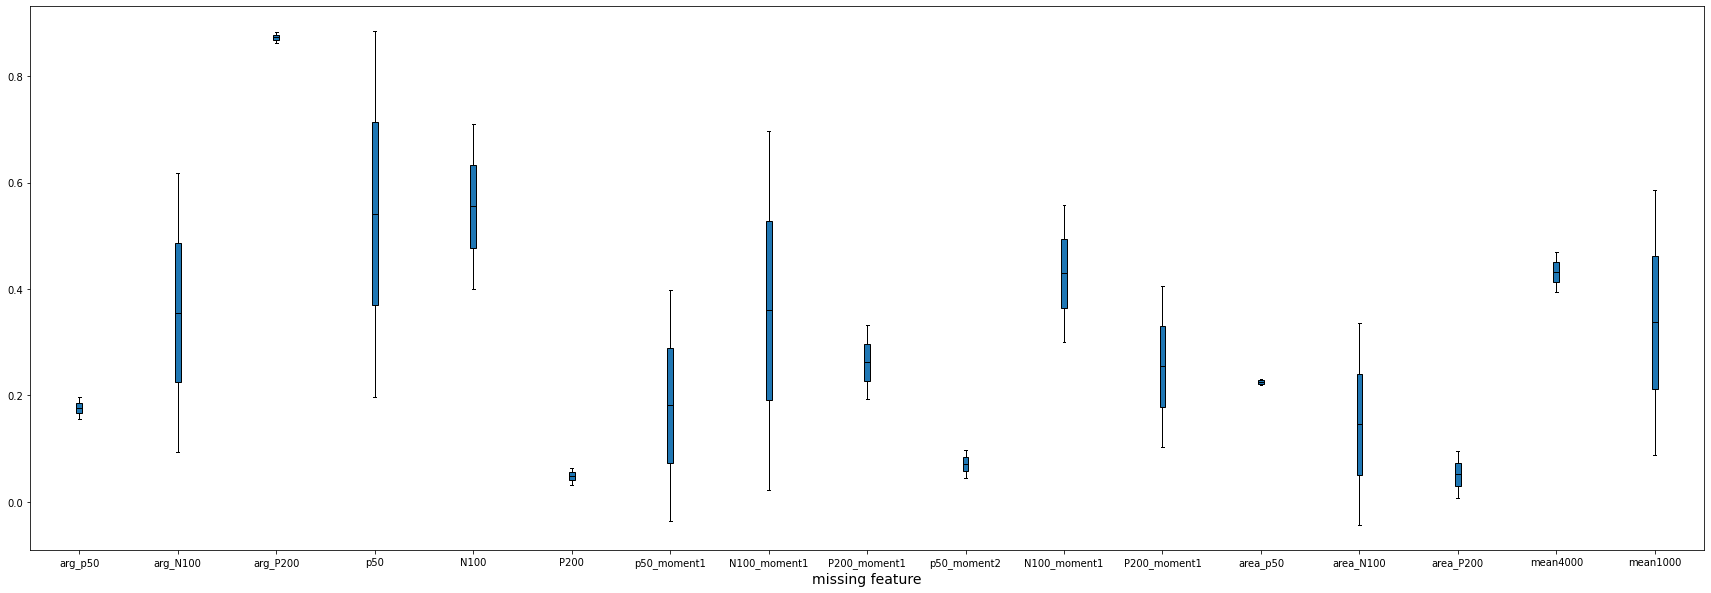 0.8
0.6
0.4
0.2
0.0
arg_p50 arg_N100 arg_P200 p50 N100 P200 p50_moment1 N100_moment1 P200_moment1 p50_moment2 N100_moment1 P200_moment1 area_p50 area_N100 area_P200 mean4000 mean1000
missing feature